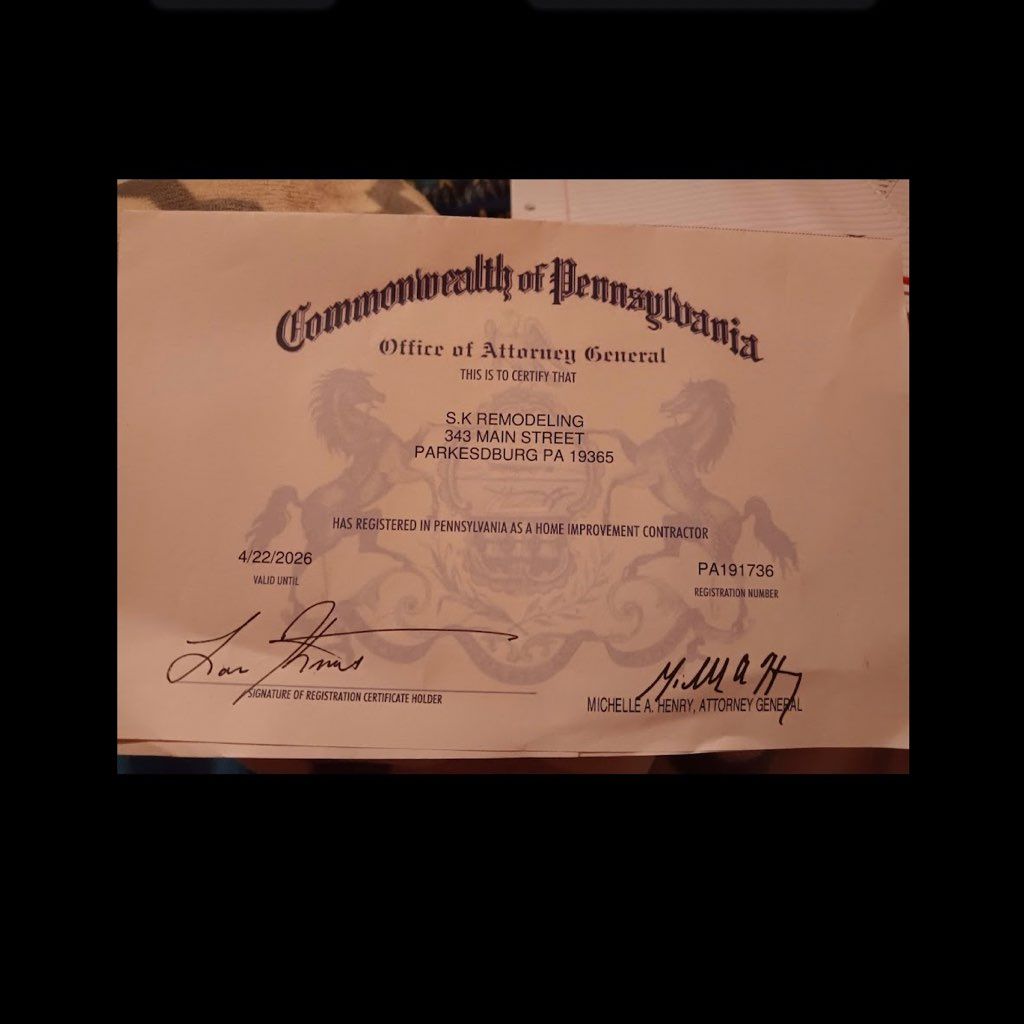 Commonwealth of Pennsylvania
Office of Attorney General
THIS IS TO CERTIFY THAT
S.K REMODELING
343 MAIN STREET
PARKESDBURG PA 19365
HAS REGISTERED IN PENNSYLVANIA AS A HOME IMPROVEMENT CONTRACTOR
4/22/2026
VALID UNTIL
PA191736
REGISTRATION NUMBER
SIGNATURE OF REGISTRATION CERTIFICATE HOLDER
MICHELLE A. HENRY, ATTORNEY GENERAL